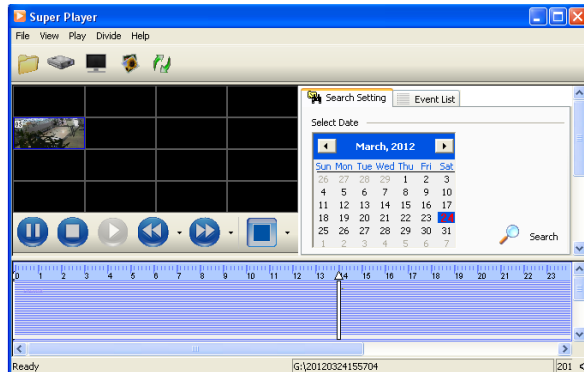 Super Player
File View Play Divide Help
Search Setting Event List
Select Date
March, 2012
Sun Mon Tue Wed Thu Fri Sat
26 27 28 29 1 2 3
4 5 6 7 8 9 10
11 12 13 14 15 16 17
18 19 20 21 22 23 24
25 26 27 28 29 30 31
1 2 3 4 5 6 7
Search
0 1 2 3 4 5 6 7 8 9 10 11 12 13 14 15 16 17 18 19 20 21 22 23
Ready G:\20120324155704 201